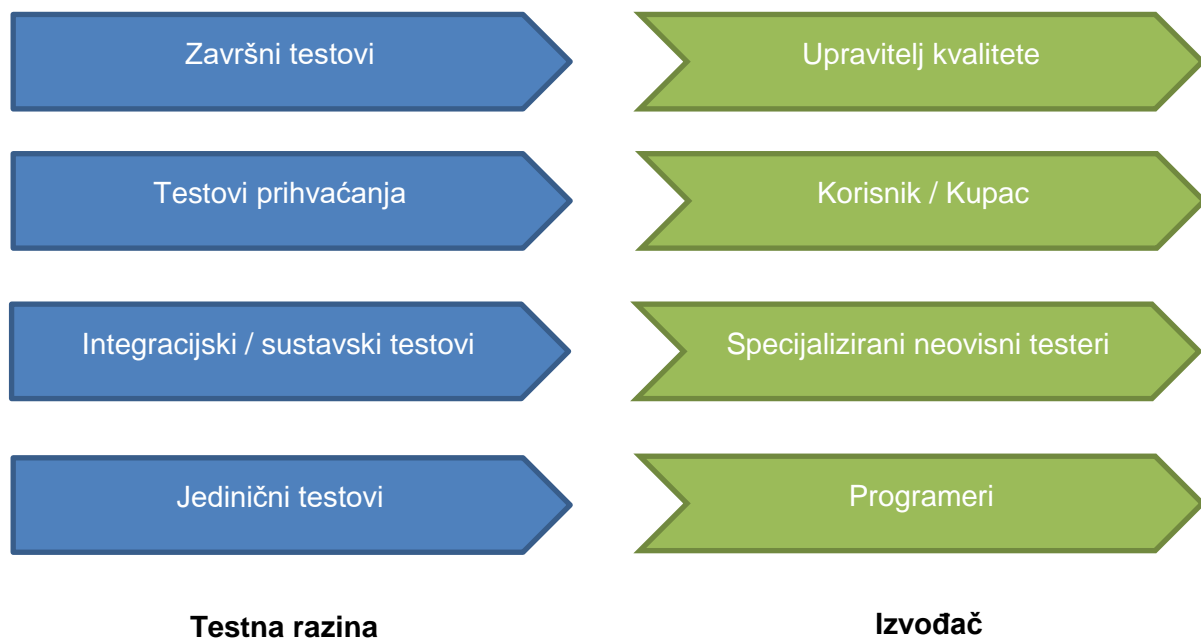 Završni testovi
Upravitelj kvalitete
Testovi prihvaćanja
Korisnik / Kupac
Integracijski / sustavski testovi
Specijalizirani neovisni testeri
Jedinični testovi
Programeri
Testna razina
Izvođač